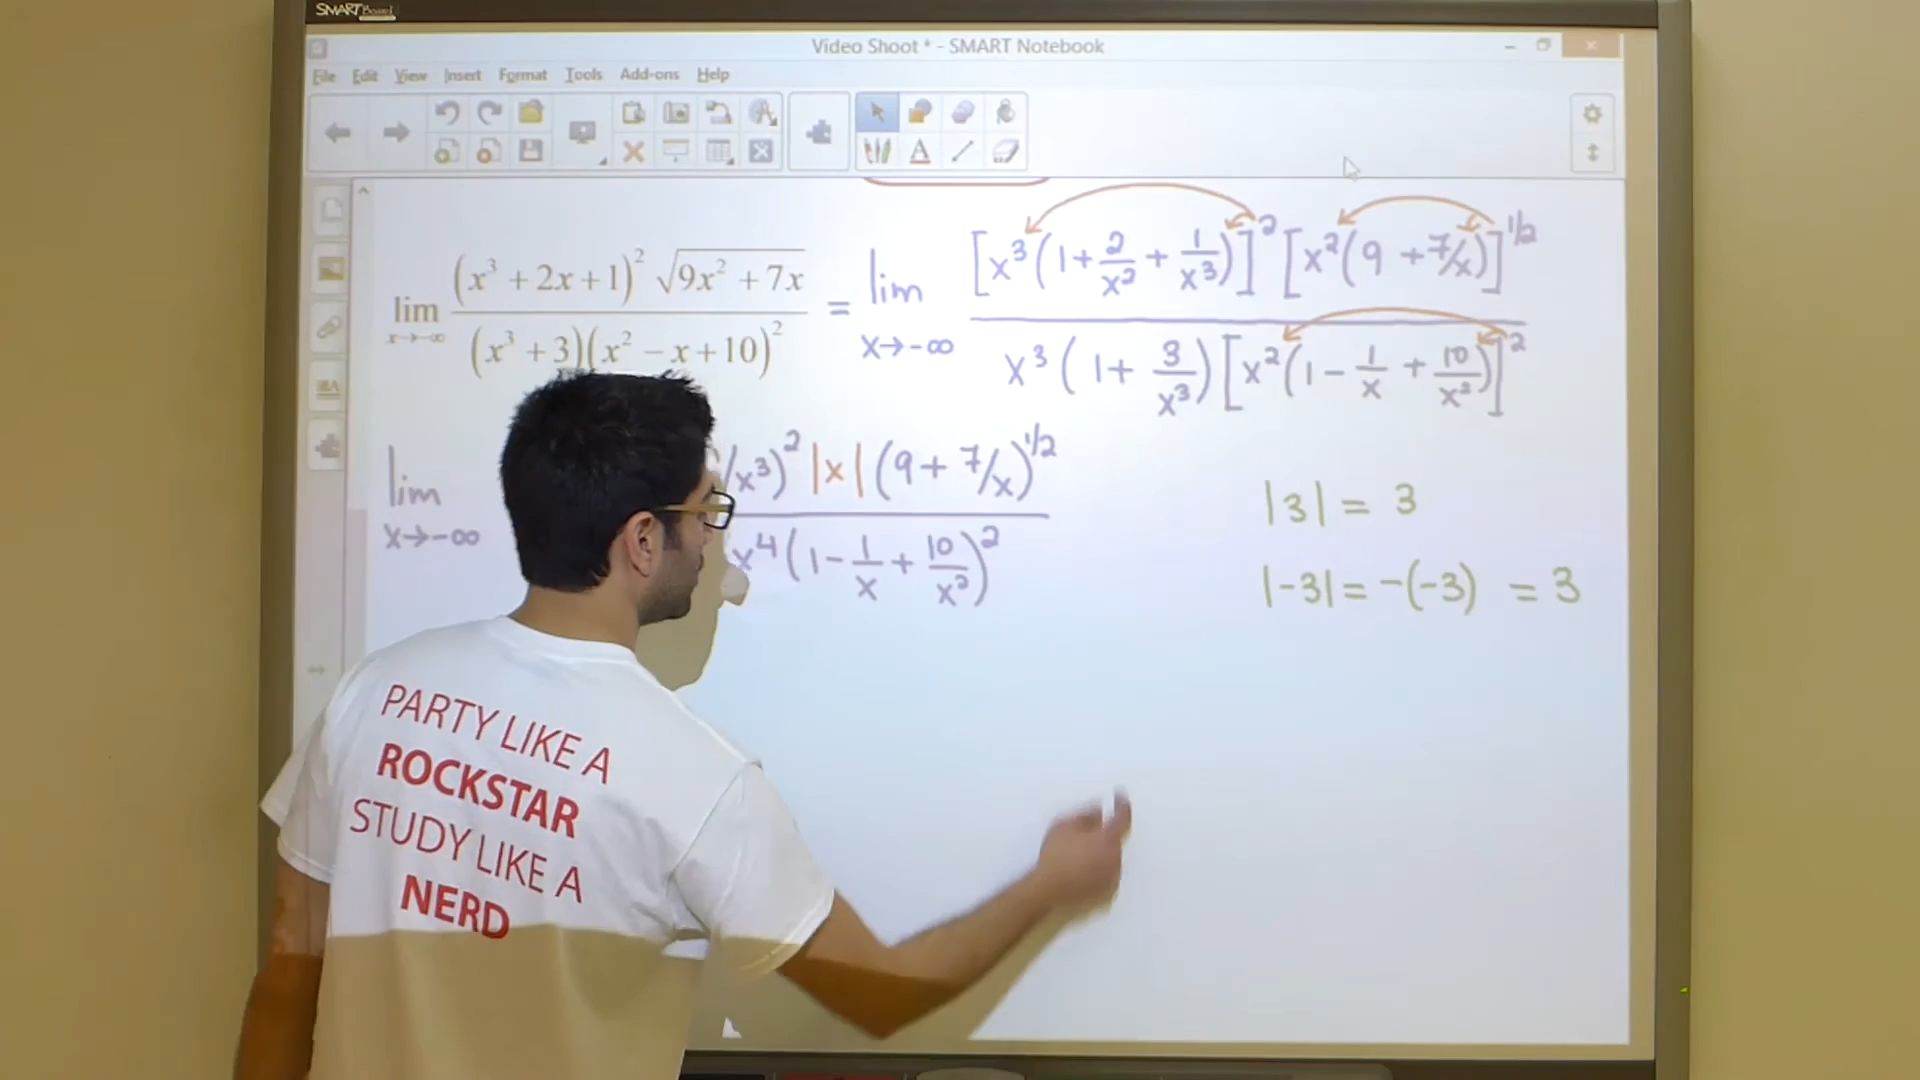 SMART Board
Video Shoot * - SMART Notebook
File Edit View Insert Format Tools Add-ons Help
lim x→-∞ (x³ + 2x + 1)² √9x² + 7x / (x³ + 3)(x² - x + 10)² = lim x→-∞ [x³(1 + 2/x² + 1/x³)]² [x²(9 + 7/x)]^1/2 / x³(1 + 3/x³)[x²(1 - 1/x + 10/x²)]²
lim x→-∞ /x³)² |x| (9 + 7/x)^1/2 / x⁴(1 - 1/x + 10/x²)²
|3| = 3
|-3| = -(-3) = 3
PARTY LIKE A
ROCKSTAR
STUDY LIKE A
NERD